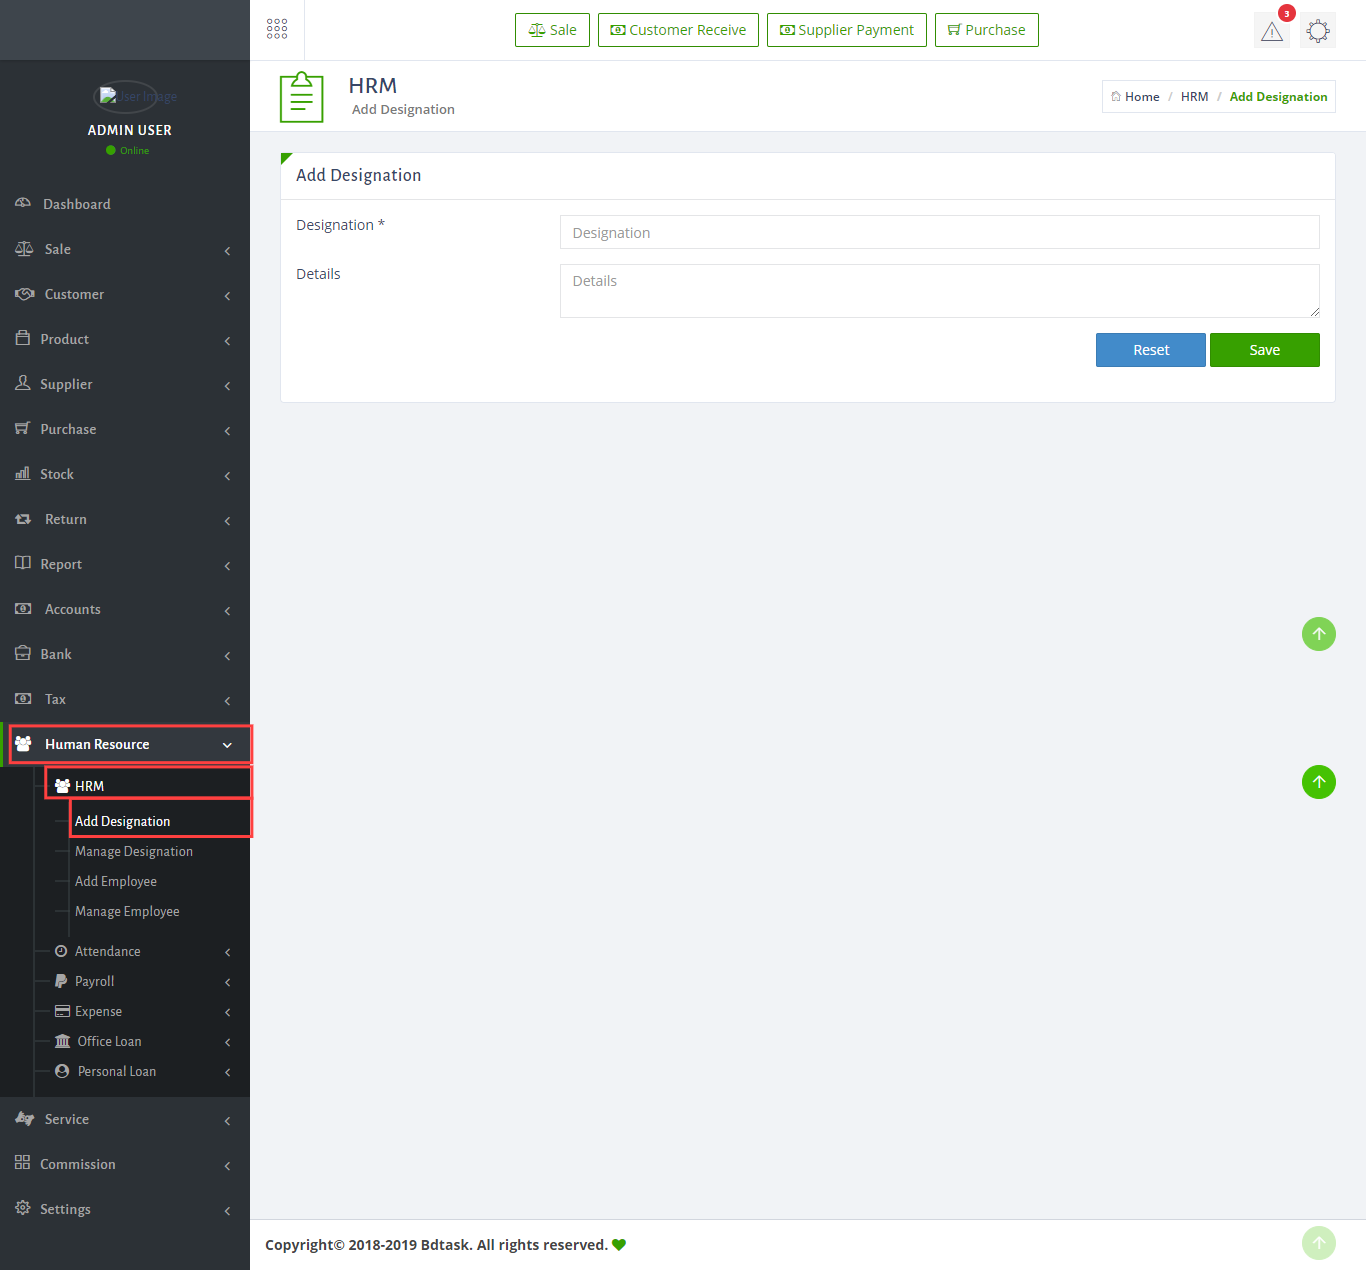 Sale
Customer Receive
Supplier Payment
Purchase
3
User Image
ADMIN USER
Online
HRM
Add Designation
Home / HRM / Add Designation
Dashboard
Sale
Customer
Product
Supplier
Purchase
Stock
Return
Report
Accounts
Bank
Tax
Human Resource
HRM
Add Designation
Manage Designation
Add Employee
Manage Employee
Attendance
Payroll
Expense
Office Loan
Personal Loan
Service
Commission
Settings
Add Designation
Designation *
Designation
Details
Details
Reset
Save
Copyright© 2018-2019 Bdtask. All rights reserved.